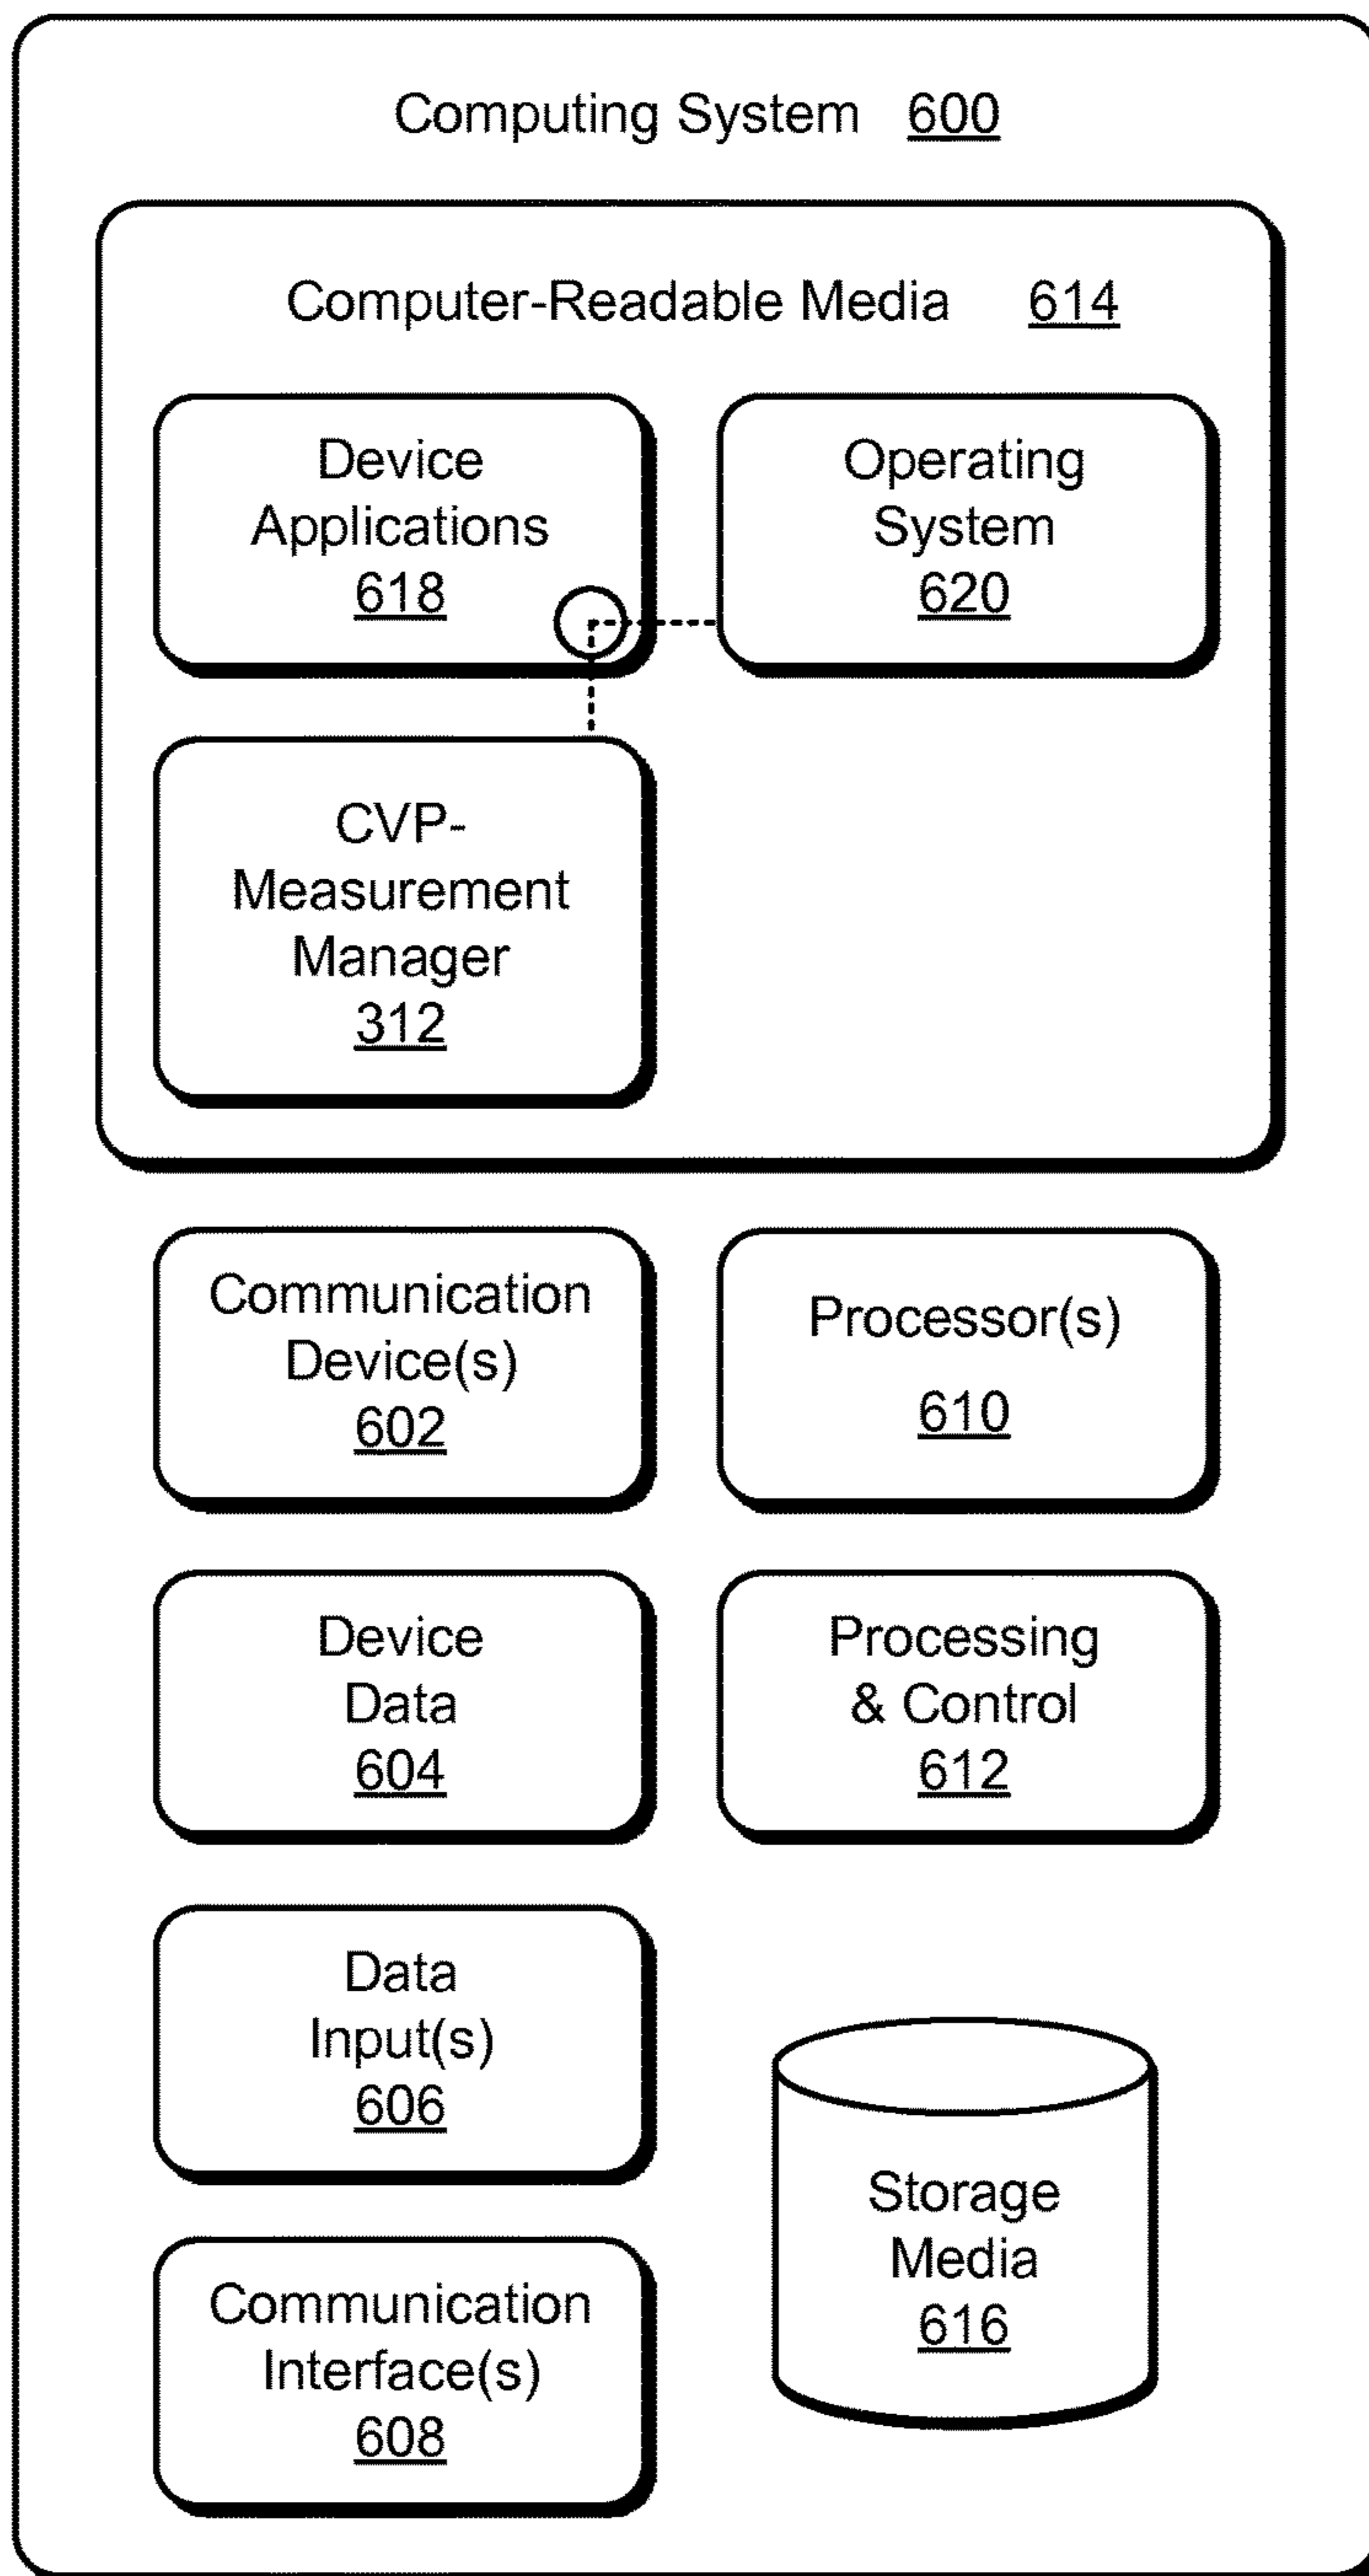 Computing System 600
Computer-Readable Media 614
Device
Applications
618
Operating
System
620
CVP-
Measurement
Manager
312
Communication
Device(s)
602
Processor(s)
610
Device
Data
604
Processing
& Control
612
Data
Input(s)
606
Storage
Media
616
Communication
Interface(s)
608